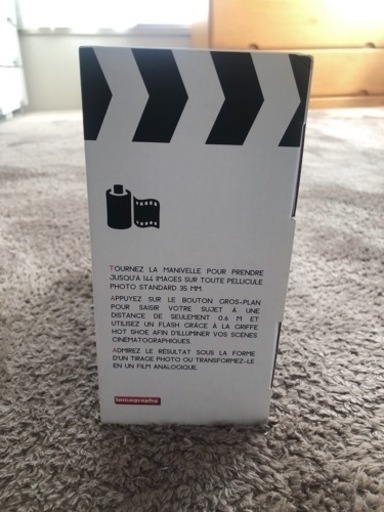 TOURNEZ LA MANIVELLE POUR PRENDRE
JUSQU'À 144 IMAGES SUR TOUTE PELLICULE
PHOTO STANDARD 35 MM.
APPUYEZ SUR LE BOUTON GROS-PLAN
POUR SAISIR VOTRE SUJET À UNE
DISTANCE DE SEULEMENT 0.6 M ET
UTILISEZ UN FLASH GRÂCE À LA GRIFFE
HOT SHOE AFIN D'ILLUMINER VOS SCÈNES
CINÉMATOGRAPHIQUES.
ADMIREZ LE RÉSULTAT SOUS LA FORME
D'UN TIRAGE PHOTO OU TRANSFORMEZ-LE
EN UN FILM ANALOGIQUE.
lomography